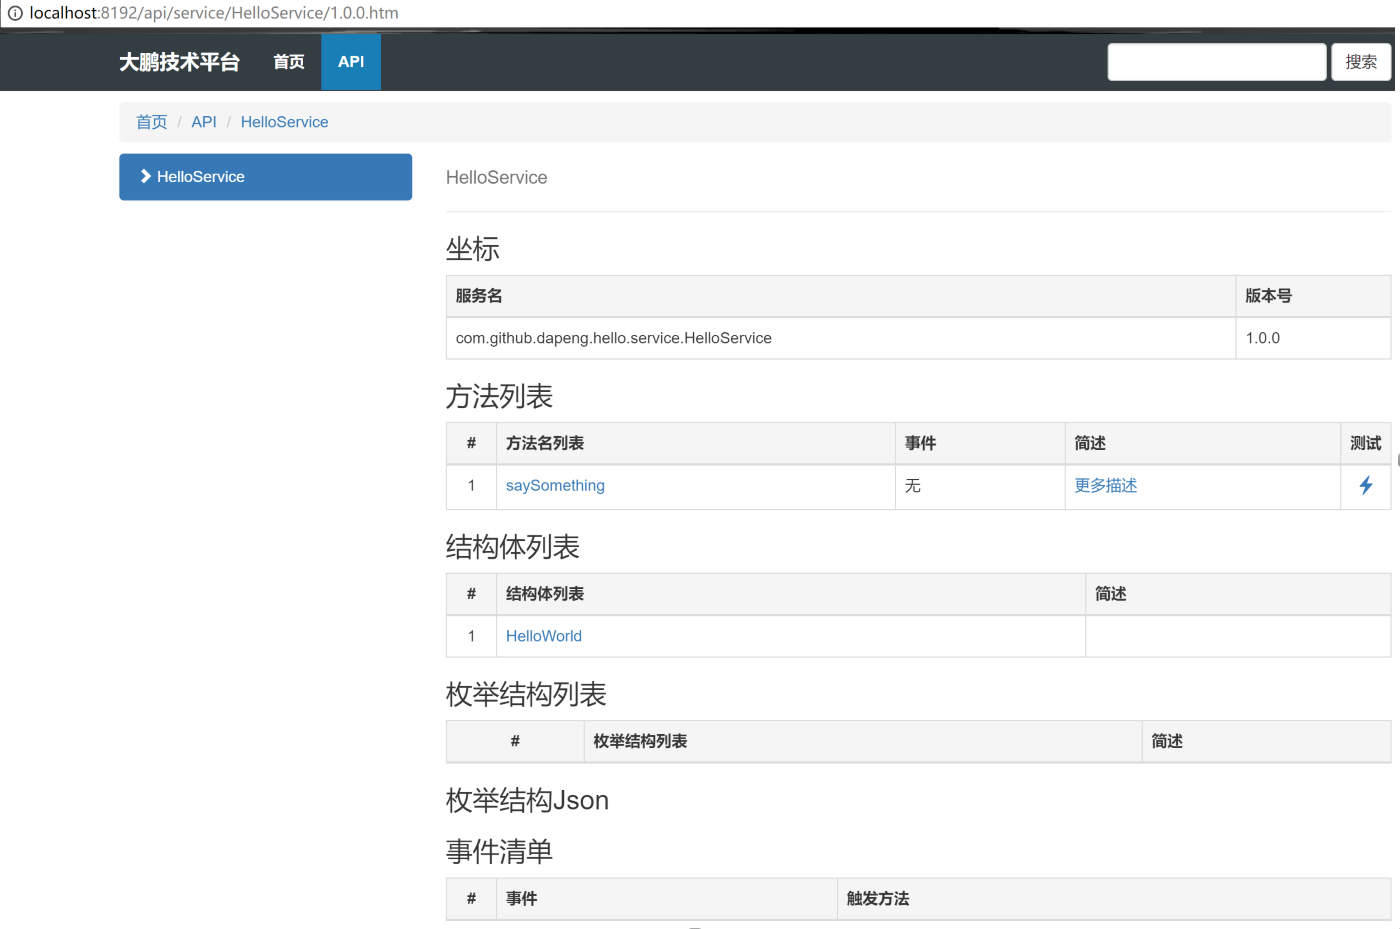 localhost:8192/api/service/HelloService/1.0.0.htm
大鹏技术平台 首页 API 搜索
首页 / API / HelloService
HelloService
HelloService
坐标
服务名 版本号
com.github.dapeng.hello.service.HelloService 1.0.0
方法列表
# 方法名列表 事件 简述 测试
1 saySomething 无 更多描述
结构体列表
# 结构体列表 简述
1 HelloWorld
枚举结构列表
# 枚举结构列表 简述
枚举结构Json
事件清单
# 事件 触发方法